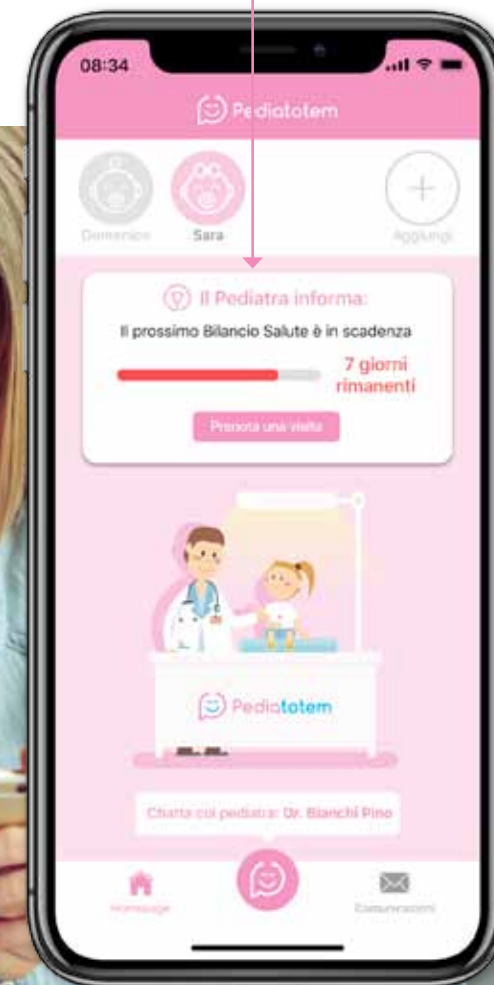 08:34
Pediatotem
Domenico
Sara
Aggiungi
Il Pediatra informa:
Il prossimo Bilancio Salute è in scadenza
7 giorni
rimanenti
Prenota una visita
Pediatotem
Chatta col pediatra: Dr. Bianchi Pino
Homepage
Comunicazioni